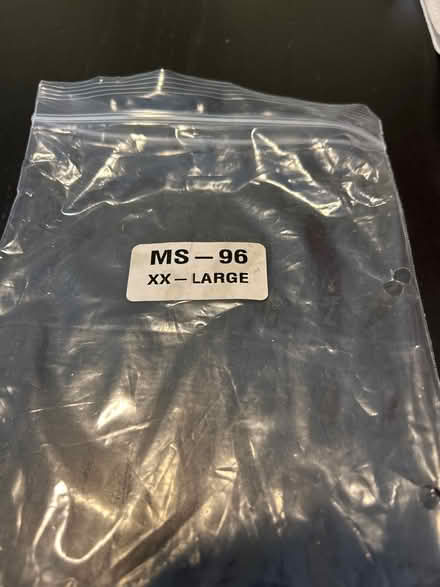 MS – 96
XX – LARGE